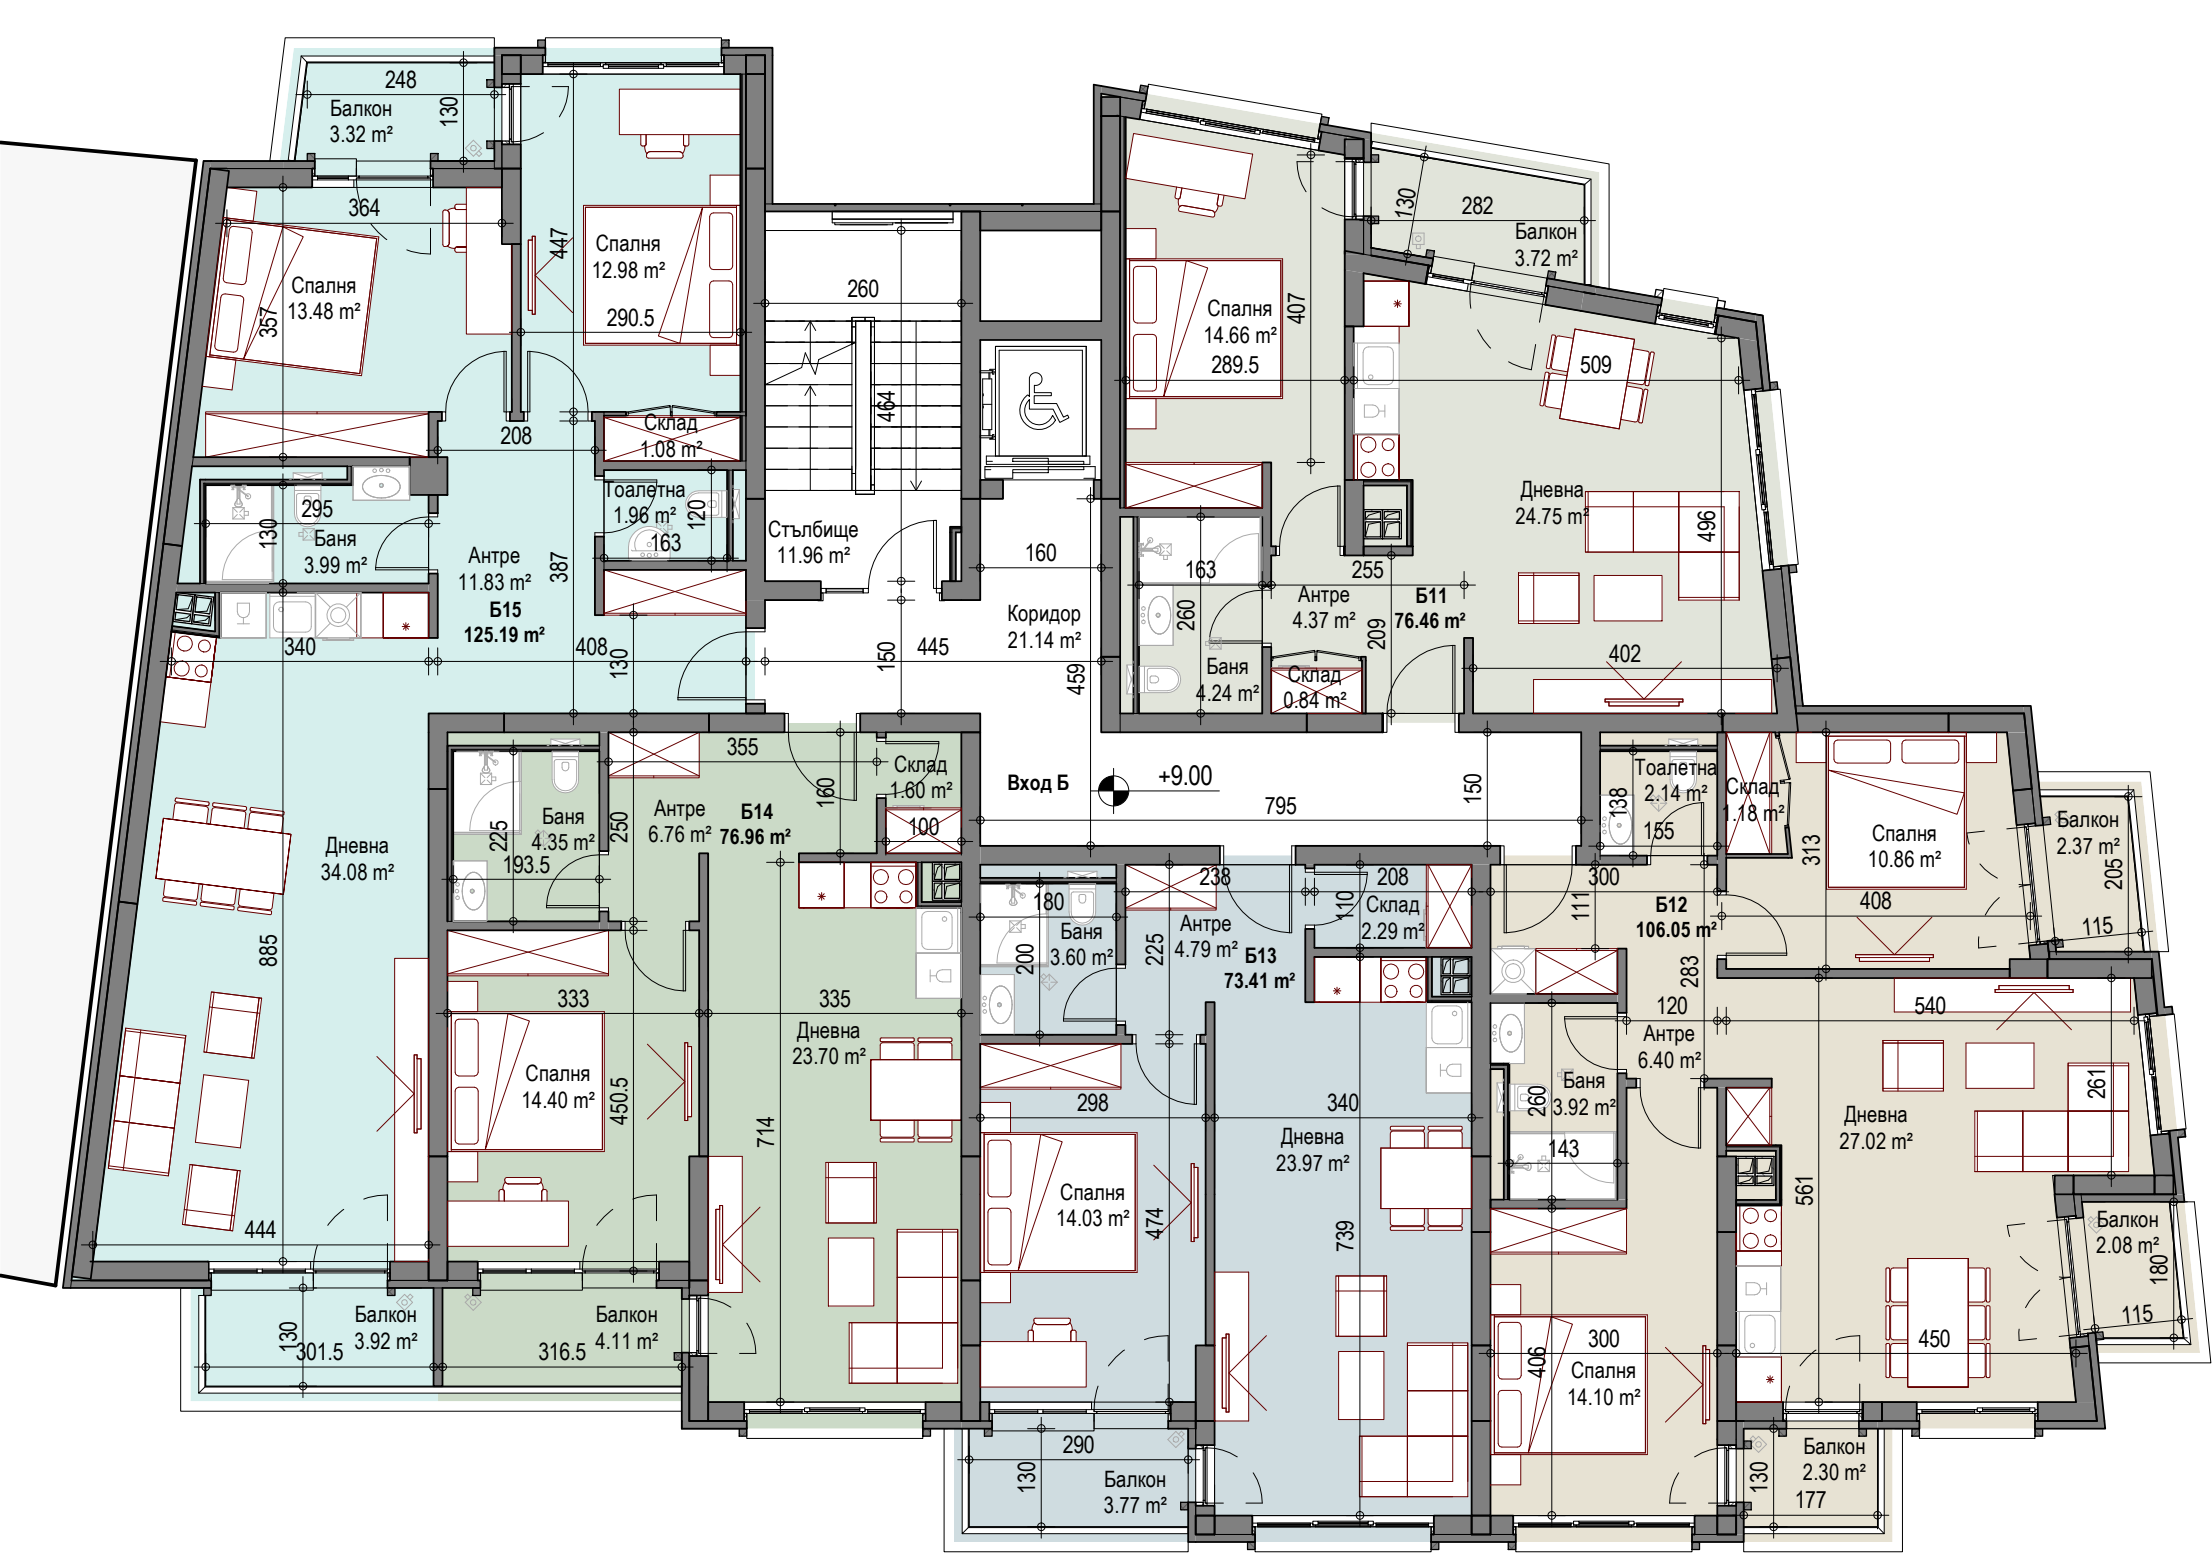 248
130
Балкон
3.32 m²
364
Спалня
13.48 m²
357
447
Спалня
12.98 m²
290.5
208
Склад
1.08 m²
295
130
Баня
3.99 m²
Тоалетна
1.96 m²
120
163
Антре
11.83 m²
Б15
125.19 m²
387
340
408
130
Дневна
34.08 m²
885
444
Балкон
3.92 m²
130
301.5
260
464
Стълбище
11.96 m²
160
Коридор
21.14 m²
150
445
459
Вход Б
+9.00
795
150
Спалня
14.66 m²
289.5
407
130
282
Балкон
3.72 m²
509
Дневна
24.75 m²
496
163
260
Баня
4.24 m²
255
Антре
4.37 m²
Б11
76.46 m²
209
Склад
0.84 m²
402
355
160
Склад
1.60 m²
100
Баня
4.35 m²
225
193.5
250
Антре
6.76 m²
Б14
76.96 m²
333
335
Дневна
23.70 m²
Спалня
14.40 m²
450.5
714
Балкон
4.11 m²
316.5
180
200
Баня
3.60 m²
238
225
Антре
4.79 m²
Б13
73.41 m²
208
110
Склад
2.29 m²
298
340
Дневна
23.97 m²
Спалня
14.03 m²
474
739
290
130
Балкон
3.77 m²
Тоалетна
2.14 m²
138
155
Склад
1.18 m²
313
Спалня
10.86 m²
408
Балкон
2.37 m²
205
115
300
111
Б12
106.05 m²
283
120
Антре
6.40 m²
540
261
Дневна
27.02 m²
561
Баня
3.92 m²
260
143
Балкон
2.08 m²
180
115
450
300
406
Спалня
14.10 m²
Балкон
2.30 m²
130
177